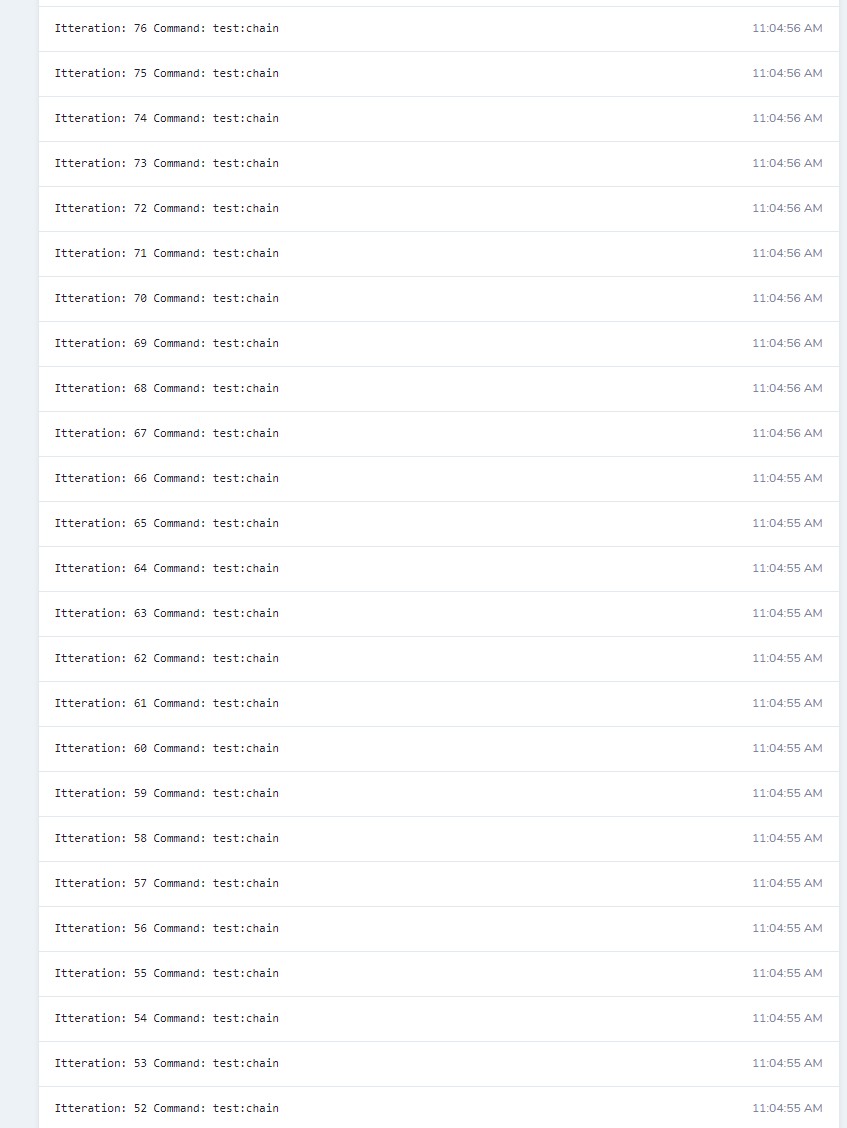 Itteration: 76 Command: test:chain 11:04:56 AM
Itteration: 75 Command: test:chain 11:04:56 AM
Itteration: 74 Command: test:chain 11:04:56 AM
Itteration: 73 Command: test:chain 11:04:56 AM
Itteration: 72 Command: test:chain 11:04:56 AM
Itteration: 71 Command: test:chain 11:04:56 AM
Itteration: 70 Command: test:chain 11:04:56 AM
Itteration: 69 Command: test:chain 11:04:56 AM
Itteration: 68 Command: test:chain 11:04:56 AM
Itteration: 67 Command: test:chain 11:04:56 AM
Itteration: 66 Command: test:chain 11:04:55 AM
Itteration: 65 Command: test:chain 11:04:55 AM
Itteration: 64 Command: test:chain 11:04:55 AM
Itteration: 63 Command: test:chain 11:04:55 AM
Itteration: 62 Command: test:chain 11:04:55 AM
Itteration: 61 Command: test:chain 11:04:55 AM
Itteration: 60 Command: test:chain 11:04:55 AM
Itteration: 59 Command: test:chain 11:04:55 AM
Itteration: 58 Command: test:chain 11:04:55 AM
Itteration: 57 Command: test:chain 11:04:55 AM
Itteration: 56 Command: test:chain 11:04:55 AM
Itteration: 55 Command: test:chain 11:04:55 AM
Itteration: 54 Command: test:chain 11:04:55 AM
Itteration: 53 Command: test:chain 11:04:55 AM
Itteration: 52 Command: test:chain 11:04:55 AM